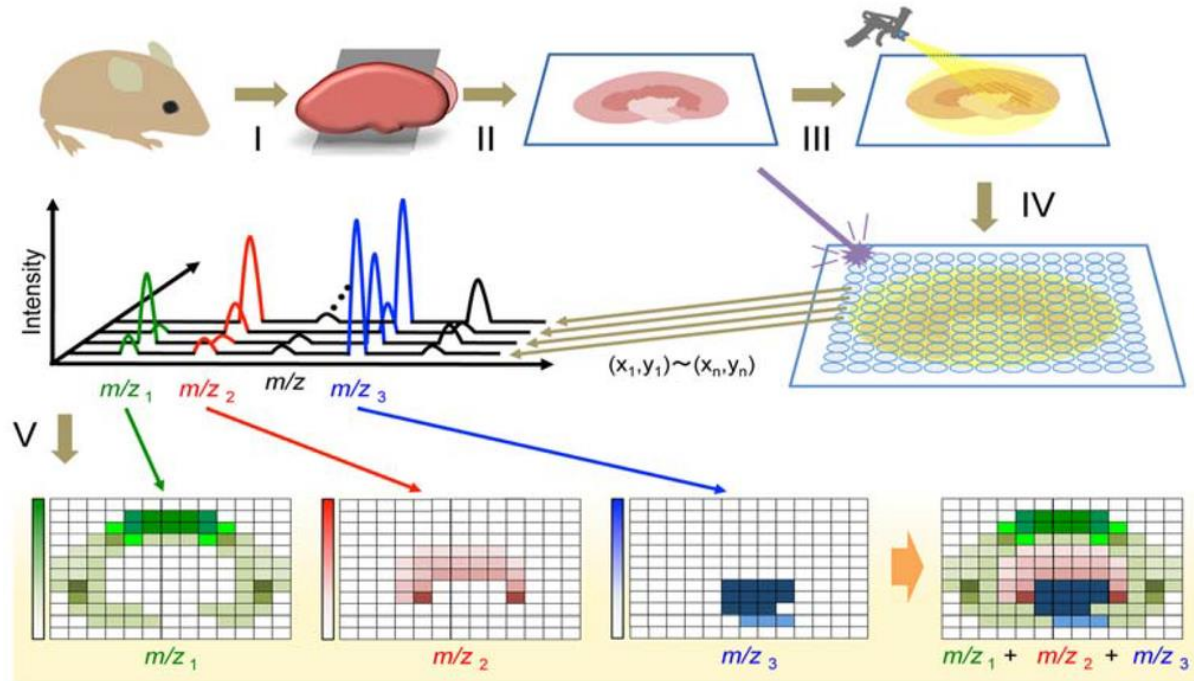 I
II
III
IV
Intensity
m/z 1
m/z 2
m/z
m/z 3
(x1,y1)～(xn,yn)
V
m/z 1
m/z 2
m/z 3
m/z 1 + m/z 2 + m/z 3